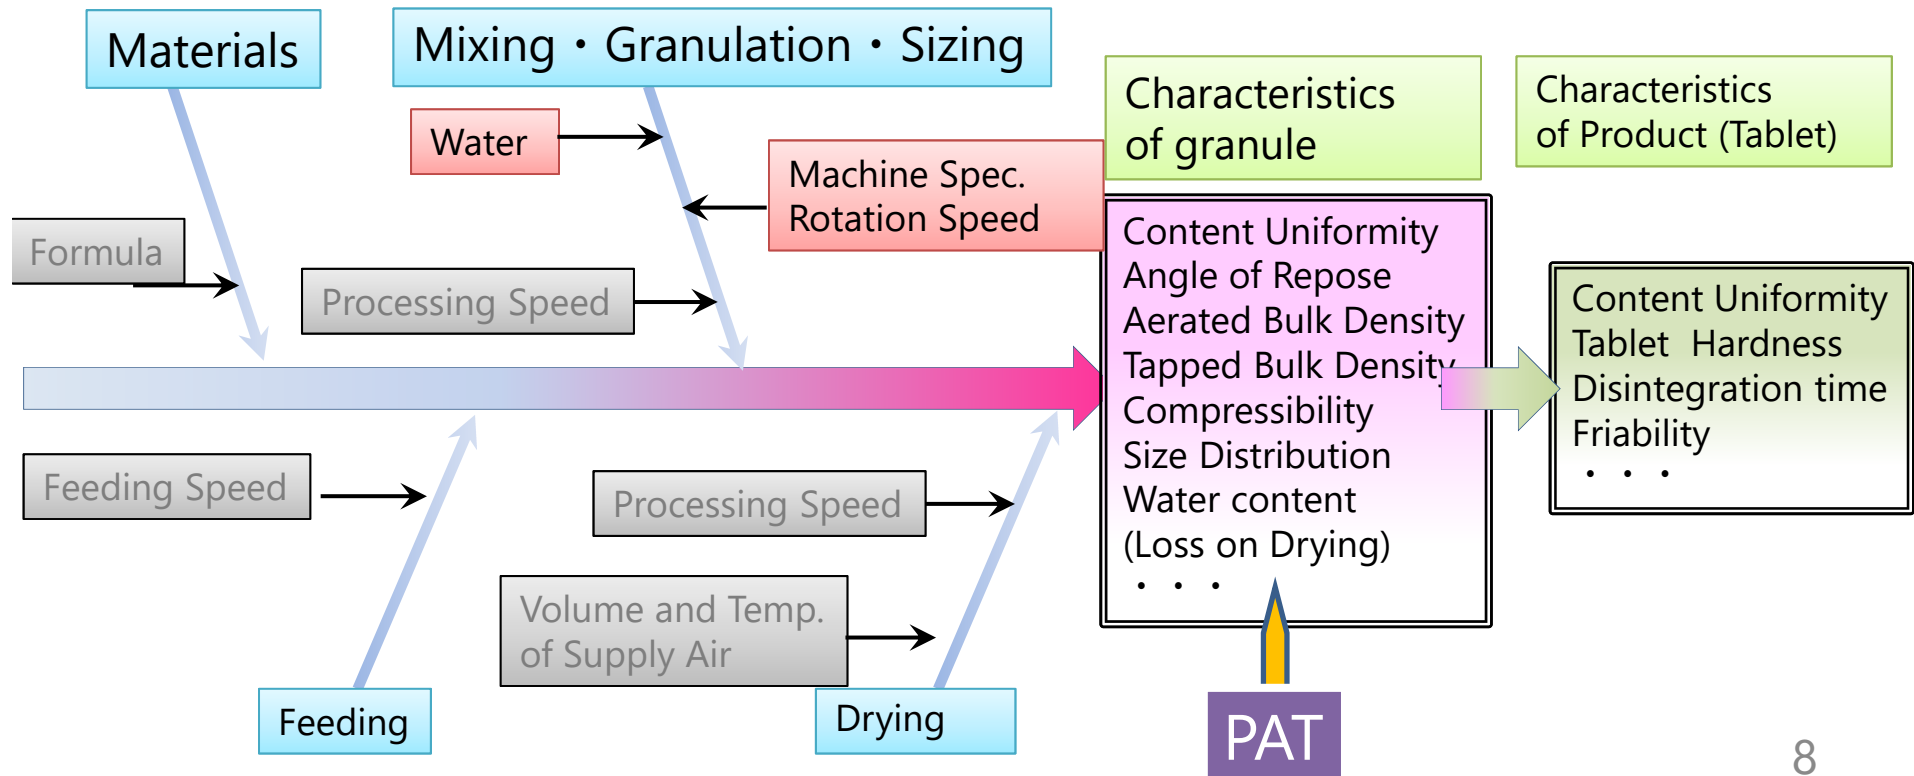 Materials
Mixing・Granulation・Sizing
Water
Machine Spec.
Rotation Speed
Formula
Processing Speed
Feeding Speed
Processing Speed
Volume and Temp.
of Supply Air
Feeding
Drying
Characteristics
of granule
Content Uniformity
Angle of Repose
Aerated Bulk Density
Tapped Bulk Density
Compressibility
Size Distribution
Water content
(Loss on Drying)
・・・
PAT
Characteristics
of Product (Tablet)
Content Uniformity
Tablet  Hardness
Disintegration time
Friability
・・・
8